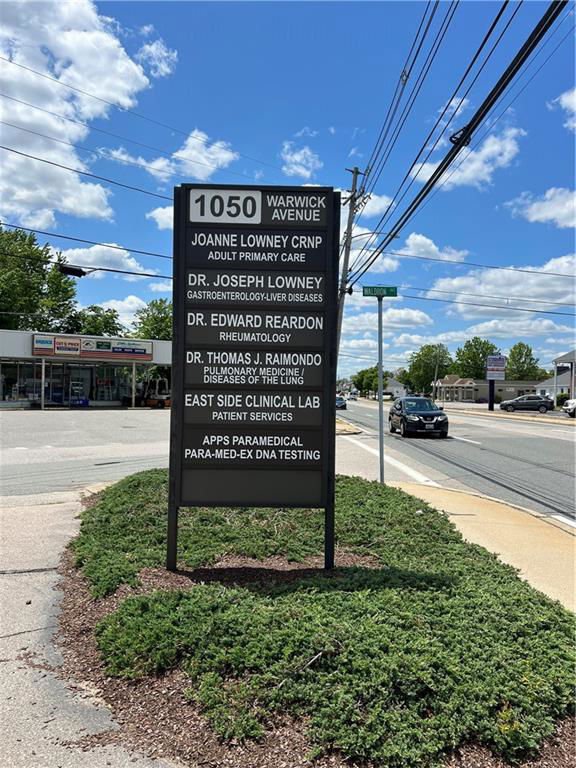 1050 WARWICK
AVENUE
JOANNE LOWNEY CRNP
ADULT PRIMARY CARE
DR. JOSEPH LOWNEY
GASTROENTEROLOGY-LIVER DISEASES
DR. EDWARD REARDON
RHEUMATOLOGY
DR. THOMAS J. RAIMONDO
PULMONARY MEDICINE /
DISEASES OF THE LUNG
EAST SIDE CLINICAL LAB
PATIENT SERVICES
APPS PARAMEDICAL
PARA-MED-EX DNA TESTING
WALDRON